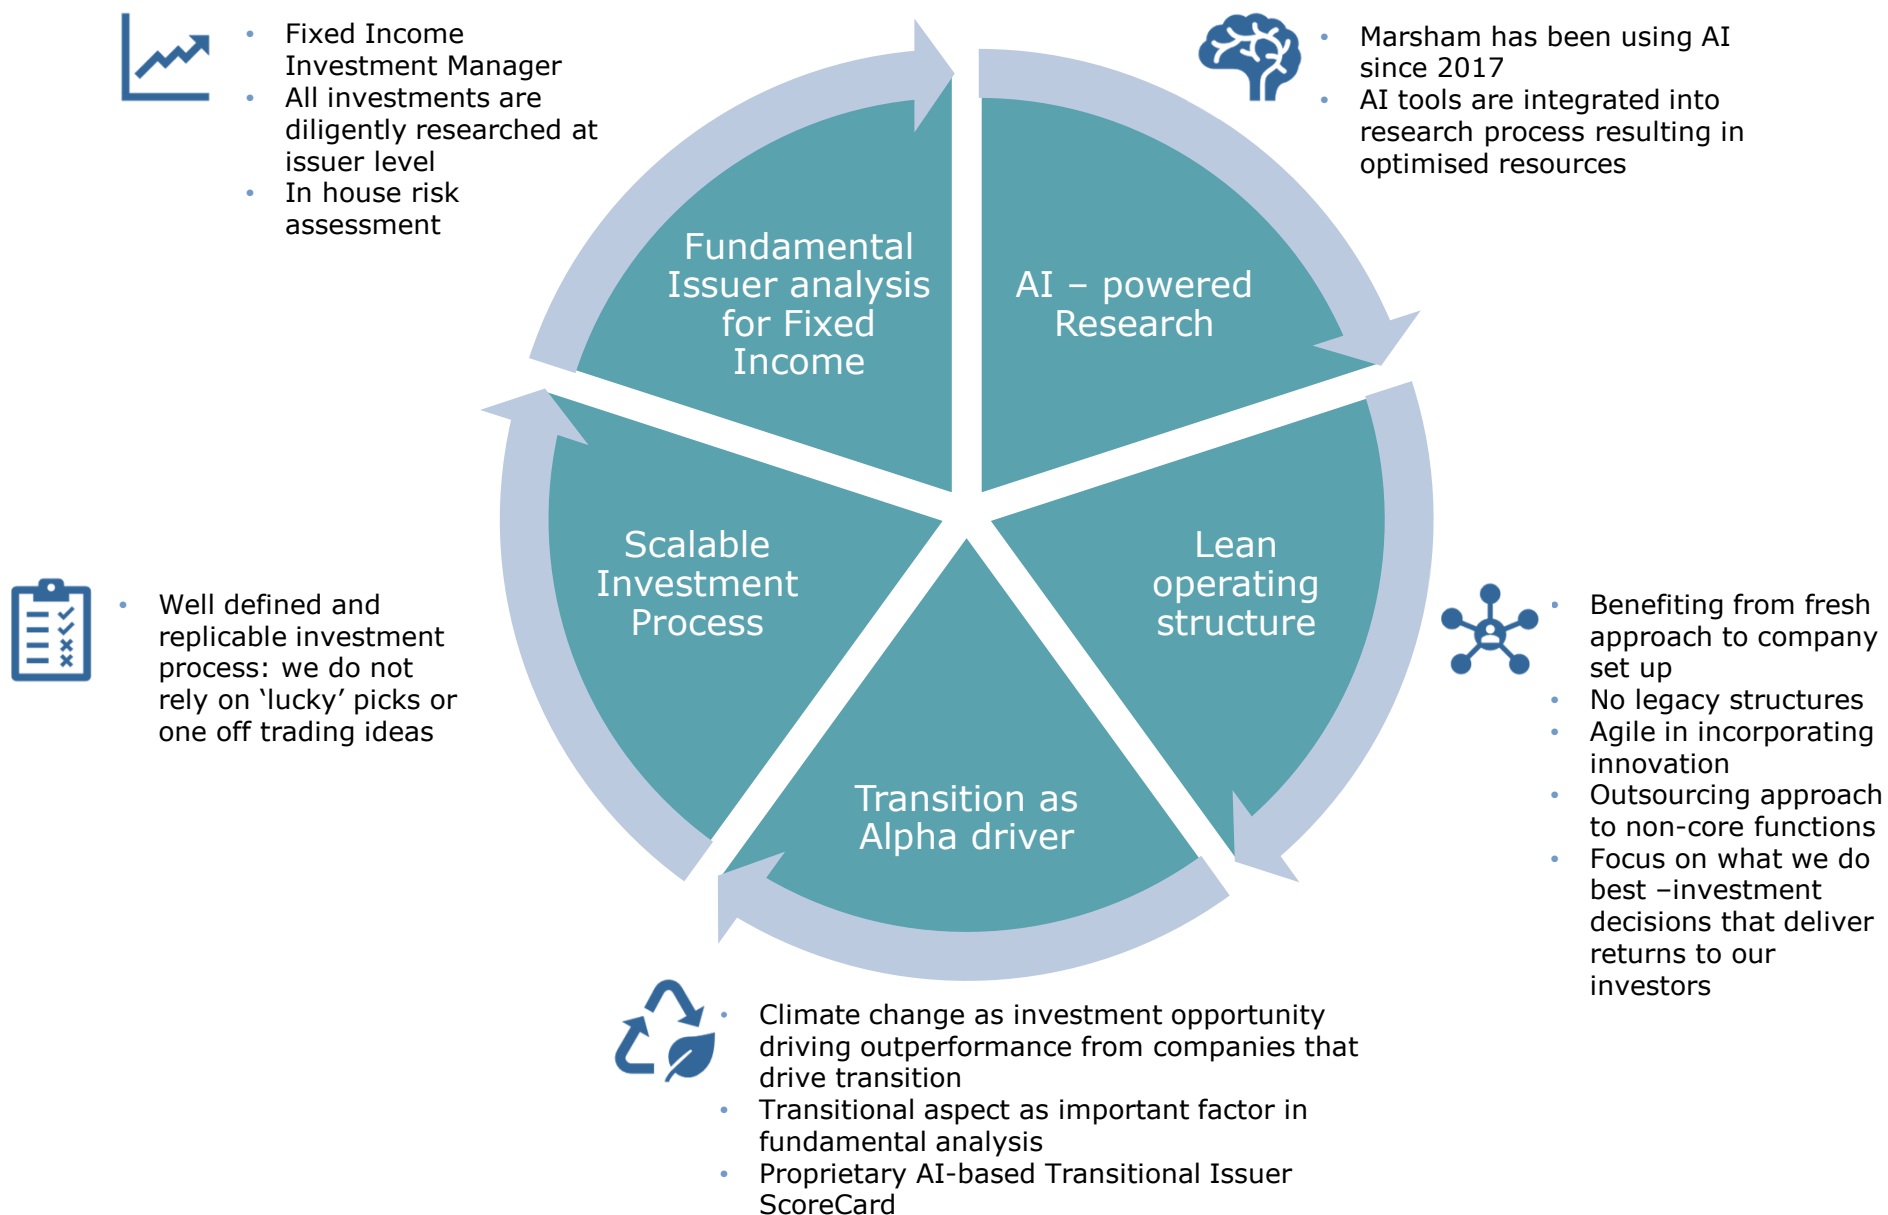 • Fixed Income
Investment Manager
• All investments are
diligently researched at
issuer level
• In house risk
assessment
• Marsham has been using AI
since 2017
• AI tools are integrated into
research process resulting in
optimised resources
Fundamental
Issuer analysis
for Fixed
Income
AI – powered
Research
Scalable
Investment
Process
Lean
operating
structure
Transition as
Alpha driver
• Well defined and
replicable investment
process: we do not
rely on ‘lucky’ picks or
one off trading ideas
• Benefiting from fresh
approach to company
set up
• No legacy structures
• Agile in incorporating
innovation
• Outsourcing approach
to non-core functions
• Focus on what we do
best –investment
decisions that deliver
returns to our
investors
• Climate change as investment opportunity
driving outperformance from companies that
drive transition
• Transitional aspect as important factor in
fundamental analysis
• Proprietary AI-based Transitional Issuer
ScoreCard